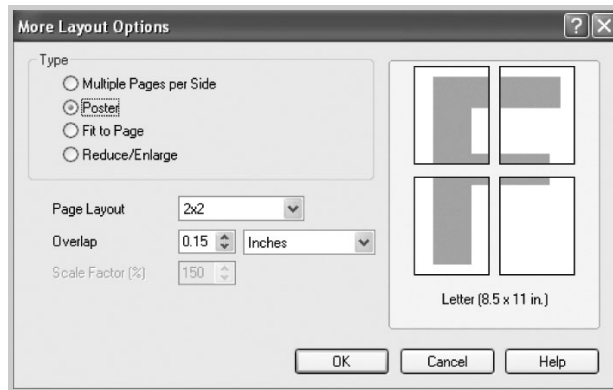 More Layout Options
Type
Multiple Pages per Side
Poster
Fit to Page
Reduce/Enlarge
Page Layout 2x2
Overlap 0.15 Inches
Scale Factor (%) 150
Letter (8.5 x 11 in.)
OK Cancel Help